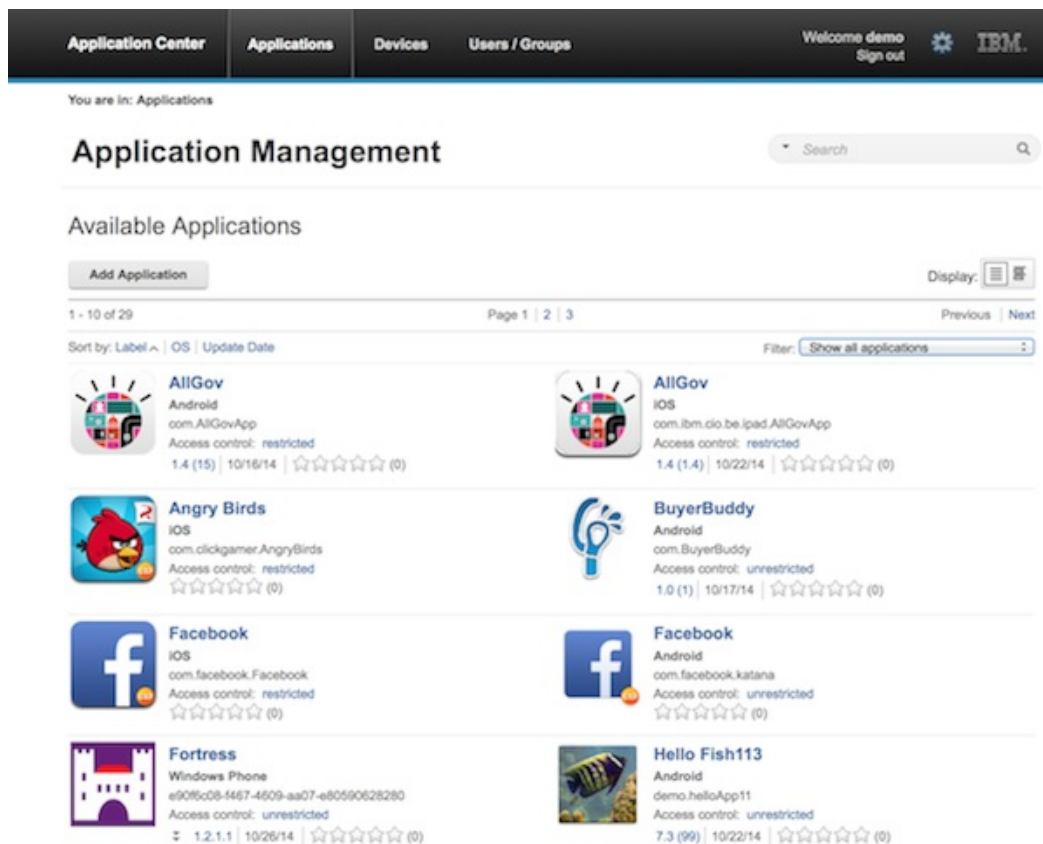 Application Center Applications Devices Users / Groups Welcome demo IBM.
Sign out
You are in: Applications
Application Management
Search
Available Applications
Add Application Display:
1 - 10 of 29 Page 1 | 2 | 3 Previous | Next
Sort by: Label | OS | Update Date Filter: Show all applications
AllGov
Android
com.AllGovApp
Access control: restricted
1.4 (15) | 10/16/14 | (0)
AllGov
iOS
com.ibm.cio.be.ipad.AllGovApp
Access control: restricted
1.4 (1.4) | 10/22/14 | (0)
Angry Birds
iOS
com.clickgamer.AngryBirds
Access control: restricted
(0)
BuyerBuddy
Android
com.BuyerBuddy
Access control: unrestricted
1.0 (1) | 10/17/14 | (0)
Facebook
iOS
com.facebook.Facebook
Access control: restricted
(0)
Facebook
Android
com.facebook.katana
Access control: unrestricted
(0)
Fortress
Windows Phone
e90f6c08-f467-4609-aa07-e80590628280
Access control: unrestricted
1.2.1.1 | 10/26/14 | (0)
Hello Fish113
Android
demo.helloApp11
Access control: unrestricted
7.3 (99) | 10/22/14 | (0)